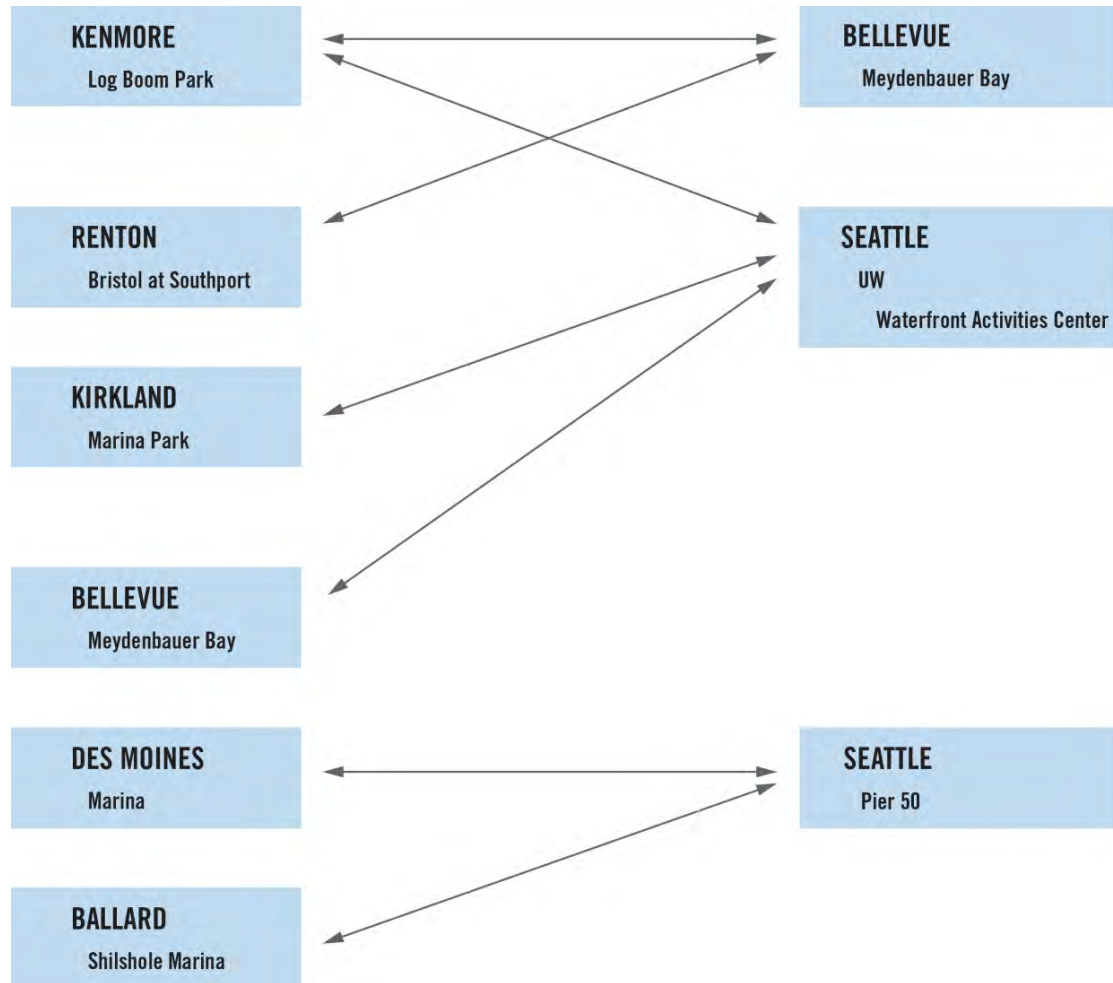 KENMORE
Log Boom Park
BELLEVUE
Meydenbauer Bay
RENTON
Bristol at Southport
SEATTLE
UW
Waterfront Activities Center
KIRKLAND
Marina Park
BELLEVUE
Meydenbauer Bay
DES MOINES
Marina
SEATTLE
Pier 50
BALLARD
Shilshole Marina